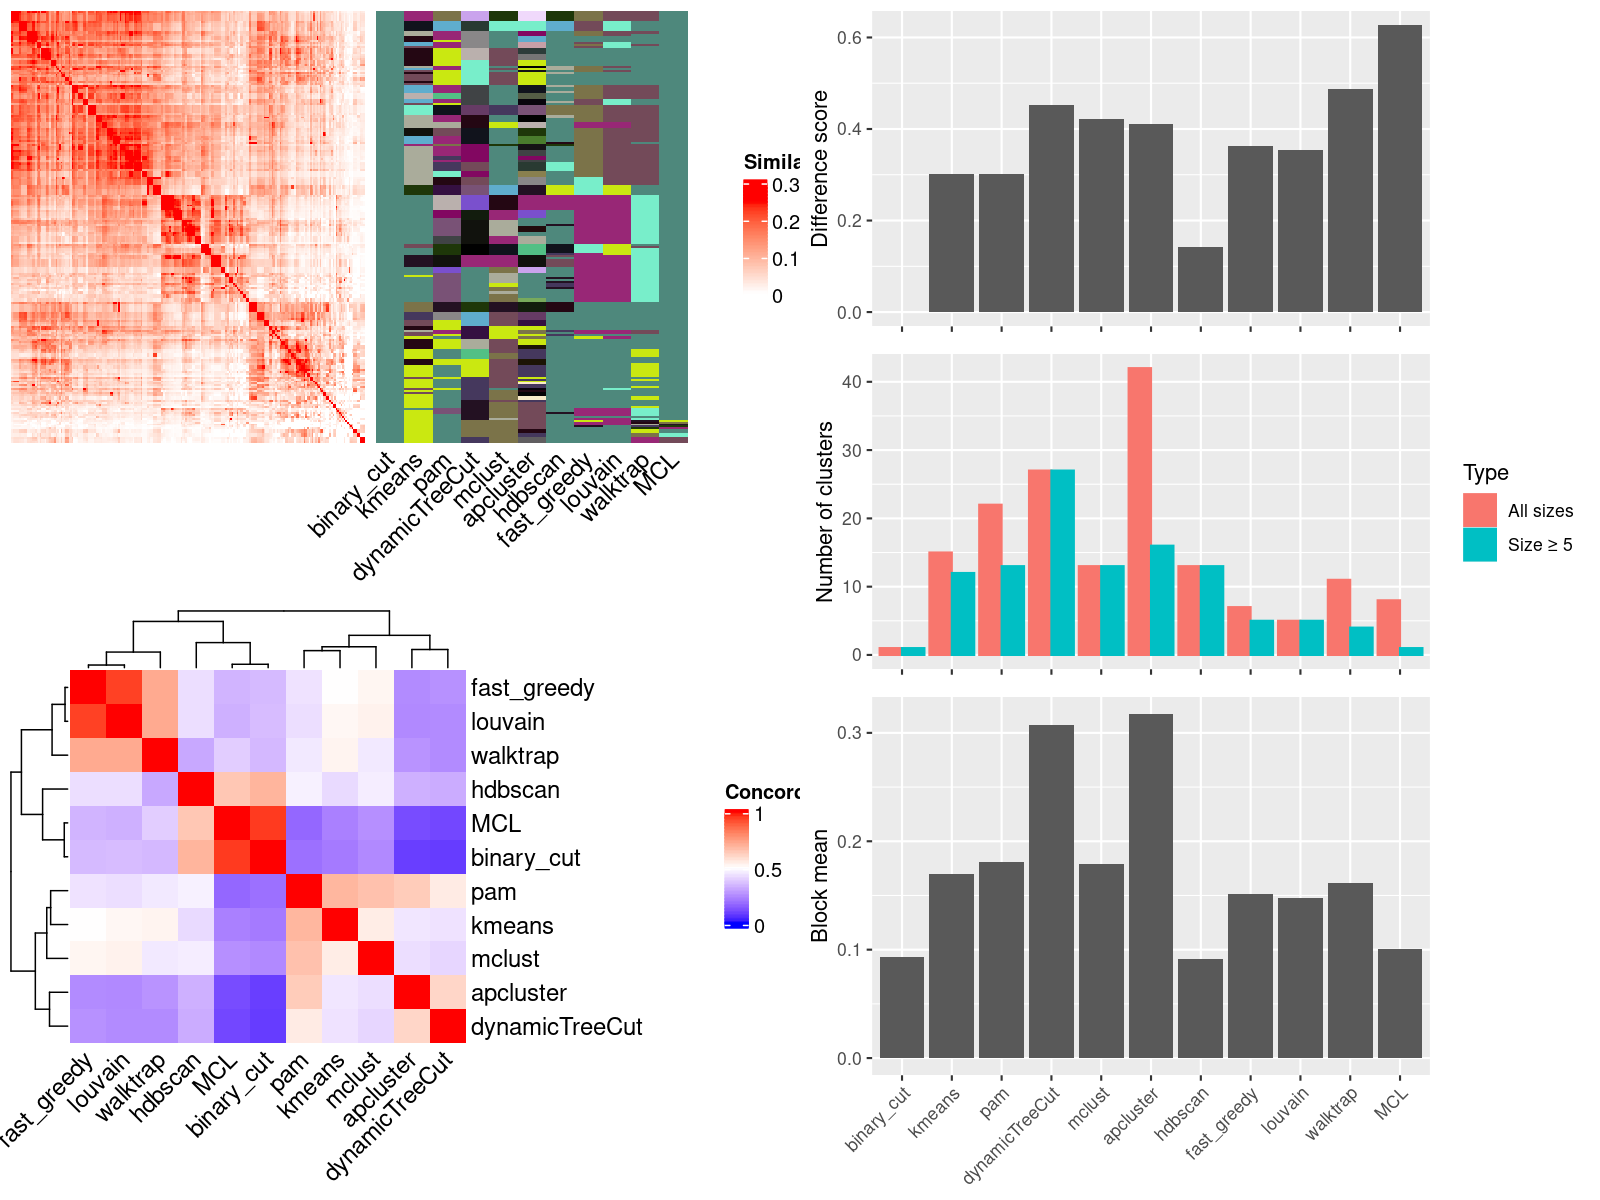 Simila
0.3
0.2
0.1
0
binary_cut
kmeans
pam
dynamicTreeCut
mclust
apcluster
hdbscan
fast_greedy
louvain
walktrap
MCL
Difference score
0.6
0.4
0.2
0.0
Number of clusters
40
30
20
10
0
Type
All sizes
Size ≥ 5
fast_greedy
louvain
walktrap
hdbscan
MCL
binary_cut
pam
kmeans
mclust
apcluster
dynamicTreeCut
fast_greedy
louvain
walktrap
hdbscan
MCL
binary_cut
pam
kmeans
mclust
apcluster
dynamicTreeCut
Concord
1
0.5
0
Block mean
0.3
0.2
0.1
0.0
binary_cut
kmeans
pam
dynamicTreeCut
mclust
apcluster
hdbscan
fast_greedy
louvain
walktrap
MCL